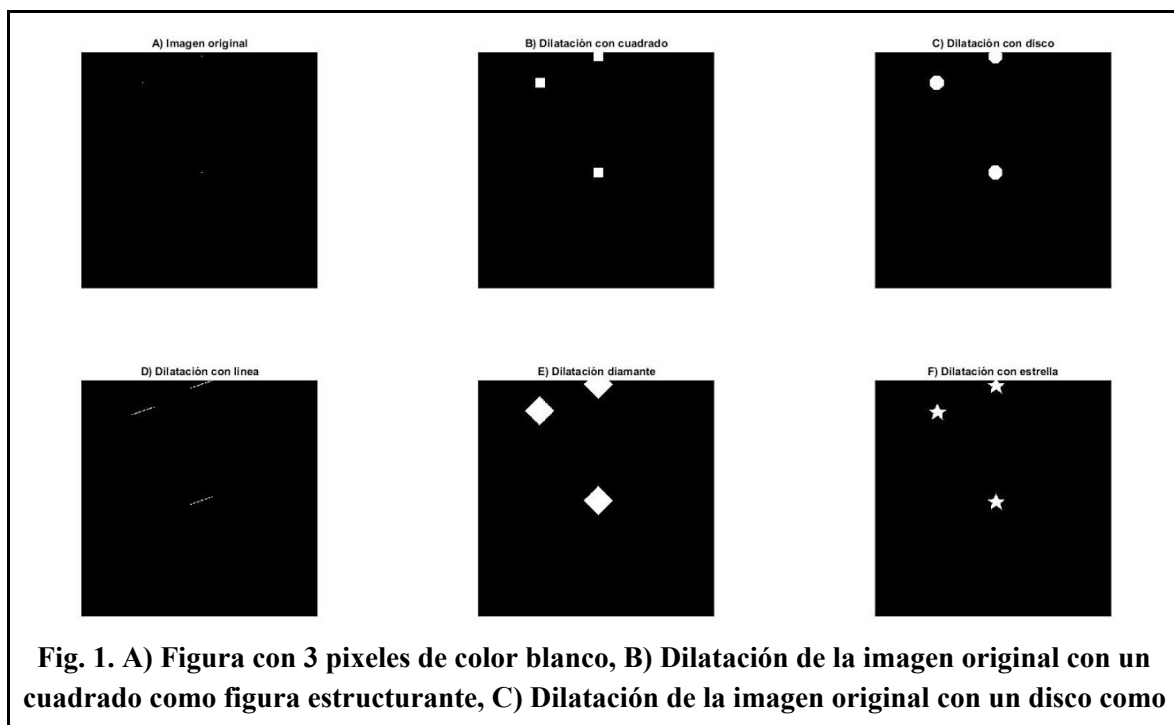 A) Imagen original
B) Dilatación con cuadrado
C) Dilatación con disco
D) Dilatación con linea
E) Dilatación diamante
F) Dilatación con estrella
Fig. 1. A) Figura con 3 pixeles de color blanco, B) Dilatación de la imagen original con un
cuadrado como figura estructurante, C) Dilatación de la imagen original con un disco como